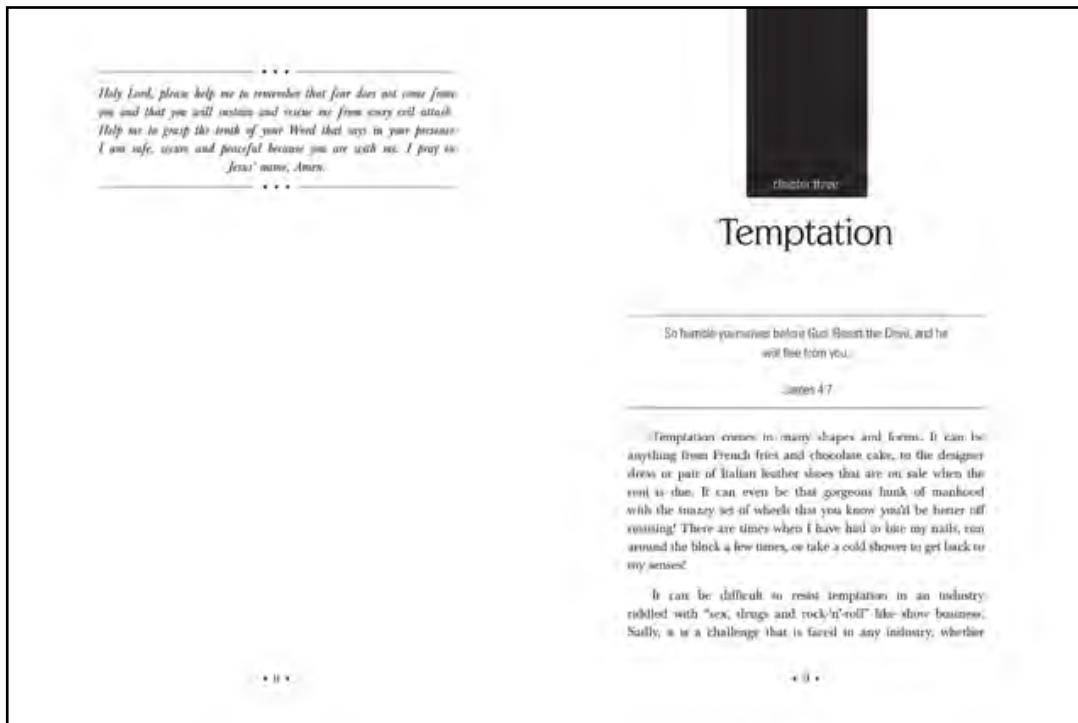 Holy Lord, please help me to remember that fear does not come from
you and that you will sustain and rescue me from every evil attack.
Help me to grasp the truth of your Word that says in your presence
I am safe, secure and peaceful because you are with me. I pray in
Jesus' name, Amen.
chapter three
Temptation
So humble yourselves before God. Resist the Devil, and he
will flee from you.
James 4:7
Temptation comes in many shapes and forms. It can be
anything from French fries and chocolate cake, to the designer
dress or pair of Italian leather shoes that are on sale when the
rent is due. It can even be that gorgeous hunk of manhood
with the snazzy set of wheels that you know you'd be better off
resisting! There are times when I have had to bite my nails, run
around the block a few times, or take a cold shower to get back to
my senses!
It can be difficult to resist temptation in an industry
riddled with "sex, drugs and rock-'n'-roll" like show business.
Sadly, it is a challenge that is faced in any industry, whether